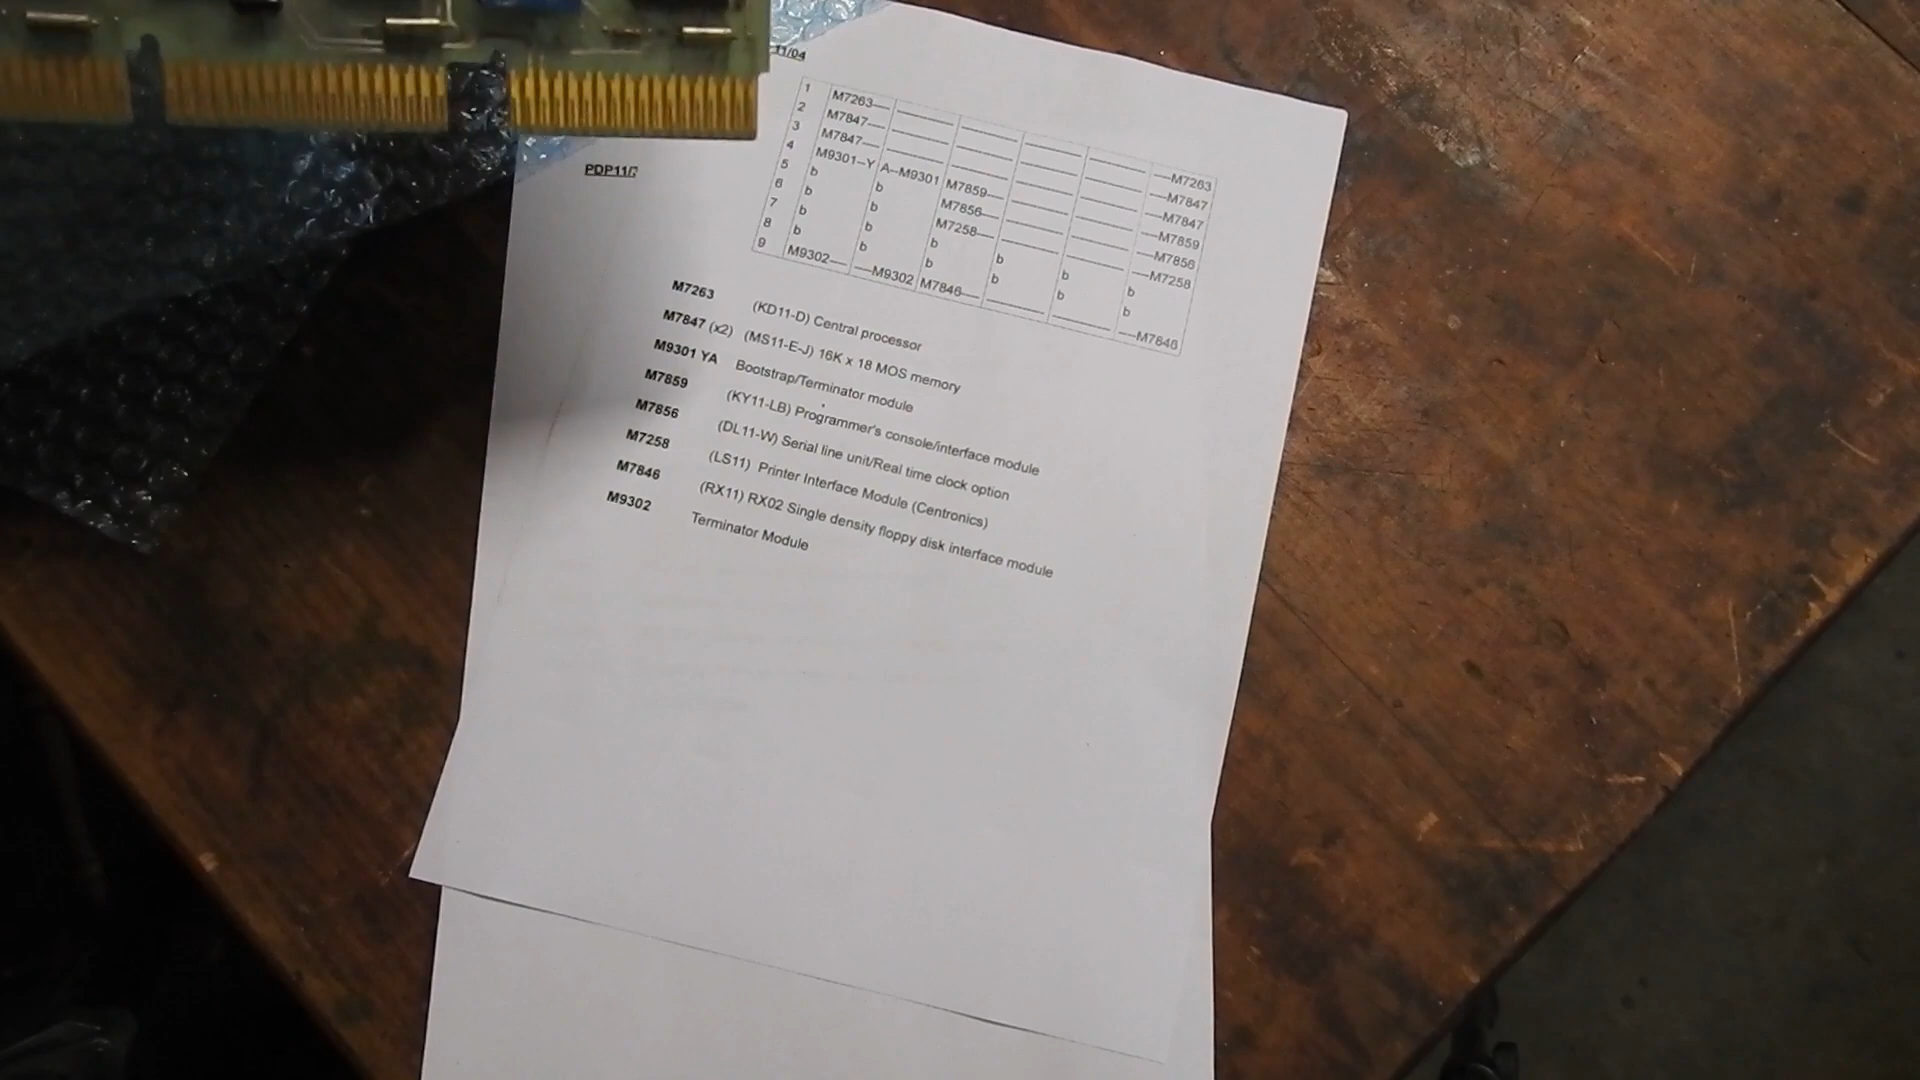 11/04
PDP11/
1 M7263— —M7263
2 M7847— —M7847
3 M7847— —M7847
4 M9301--Y A--M9301 M7859— —M7859
5 b b M7856— —M7856
6 b b M7258— —M7258
7 b b b b b b
8 b b b b b b
9 M9302— —M9302 M7846— —M7846
M7263 (KD11-D) Central processor
M7847 (x2) (MS11-E-J) 16K x 18 MOS memory
M9301 YA Bootstrap/Terminator module
M7859 (KY11-LB) Programmer's console/interface module
M7856 (DL11-W) Serial line unit/Real time clock option
M7258 (LS11) Printer Interface Module (Centronics)
M7846 (RX11) RX02 Single density floppy disk interface module
M9302 Terminator Module